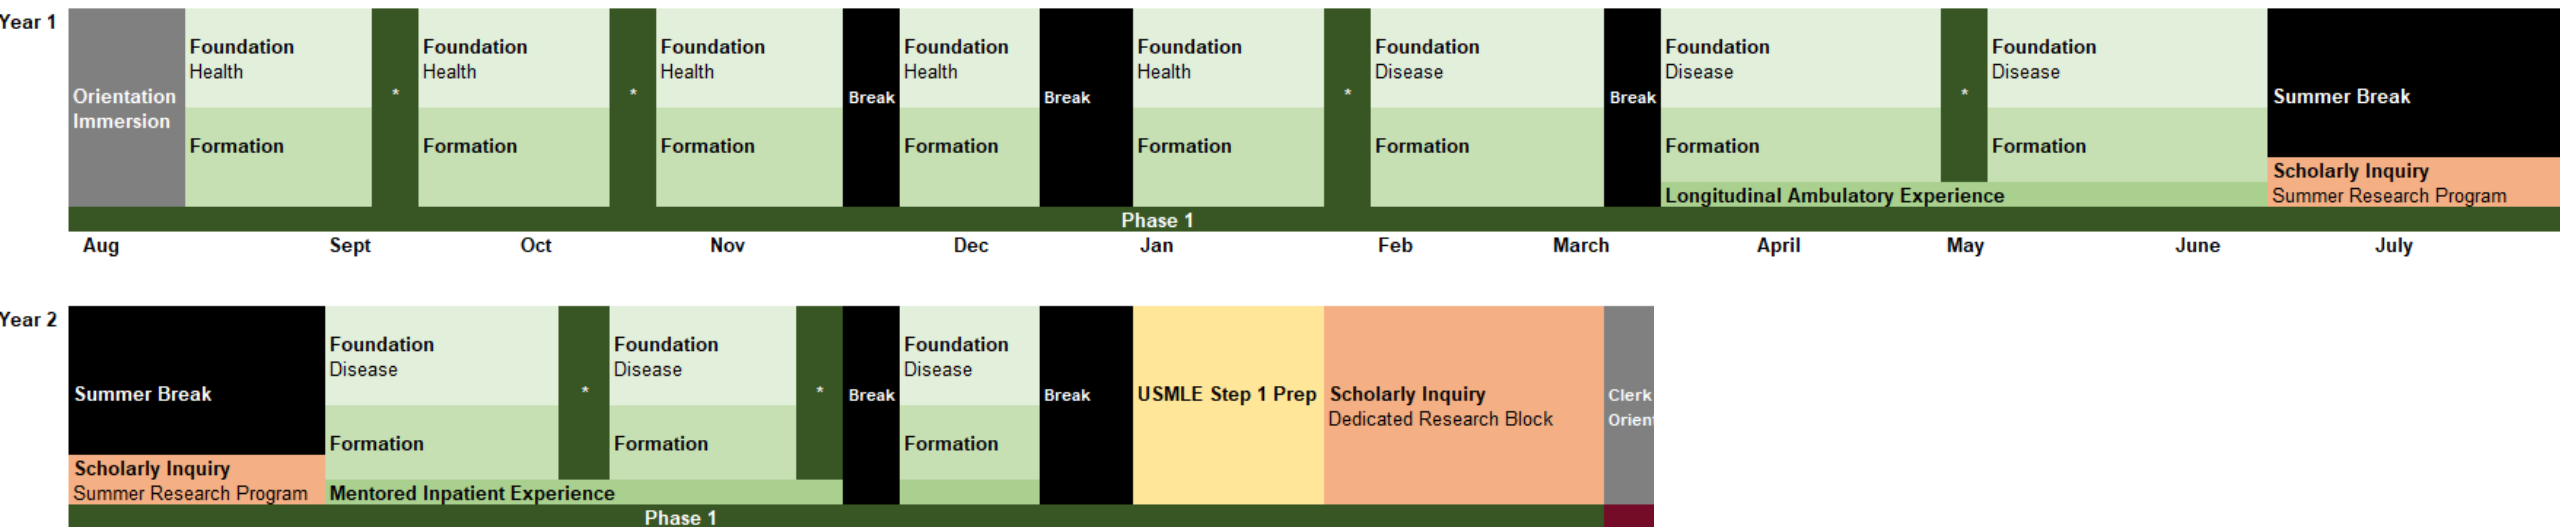 Year 1
Orientation
Immersion
Foundation
Health
Formation
*
Foundation
Health
Formation
*
Foundation
Health
Formation
Break
Foundation
Health
Formation
Break
Foundation
Health
Formation
*
Foundation
Disease
Formation
Break
Foundation
Disease
Formation
*
Foundation
Disease
Formation
Longitudinal Ambulatory Experience
Summer Break
Scholarly Inquiry
Summer Research Program
Phase 1
Aug Sept Oct Nov Dec Jan Feb March April May June July
Year 2
Summer Break
Scholarly Inquiry
Summer Research Program
Foundation
Disease
Formation
*
Foundation
Disease
Formation
*
Mentored Inpatient Experience
Break
Foundation
Disease
Formation
Break
USMLE Step 1 Prep
Scholarly Inquiry
Dedicated Research Block
Clerk
Orien
Phase 1